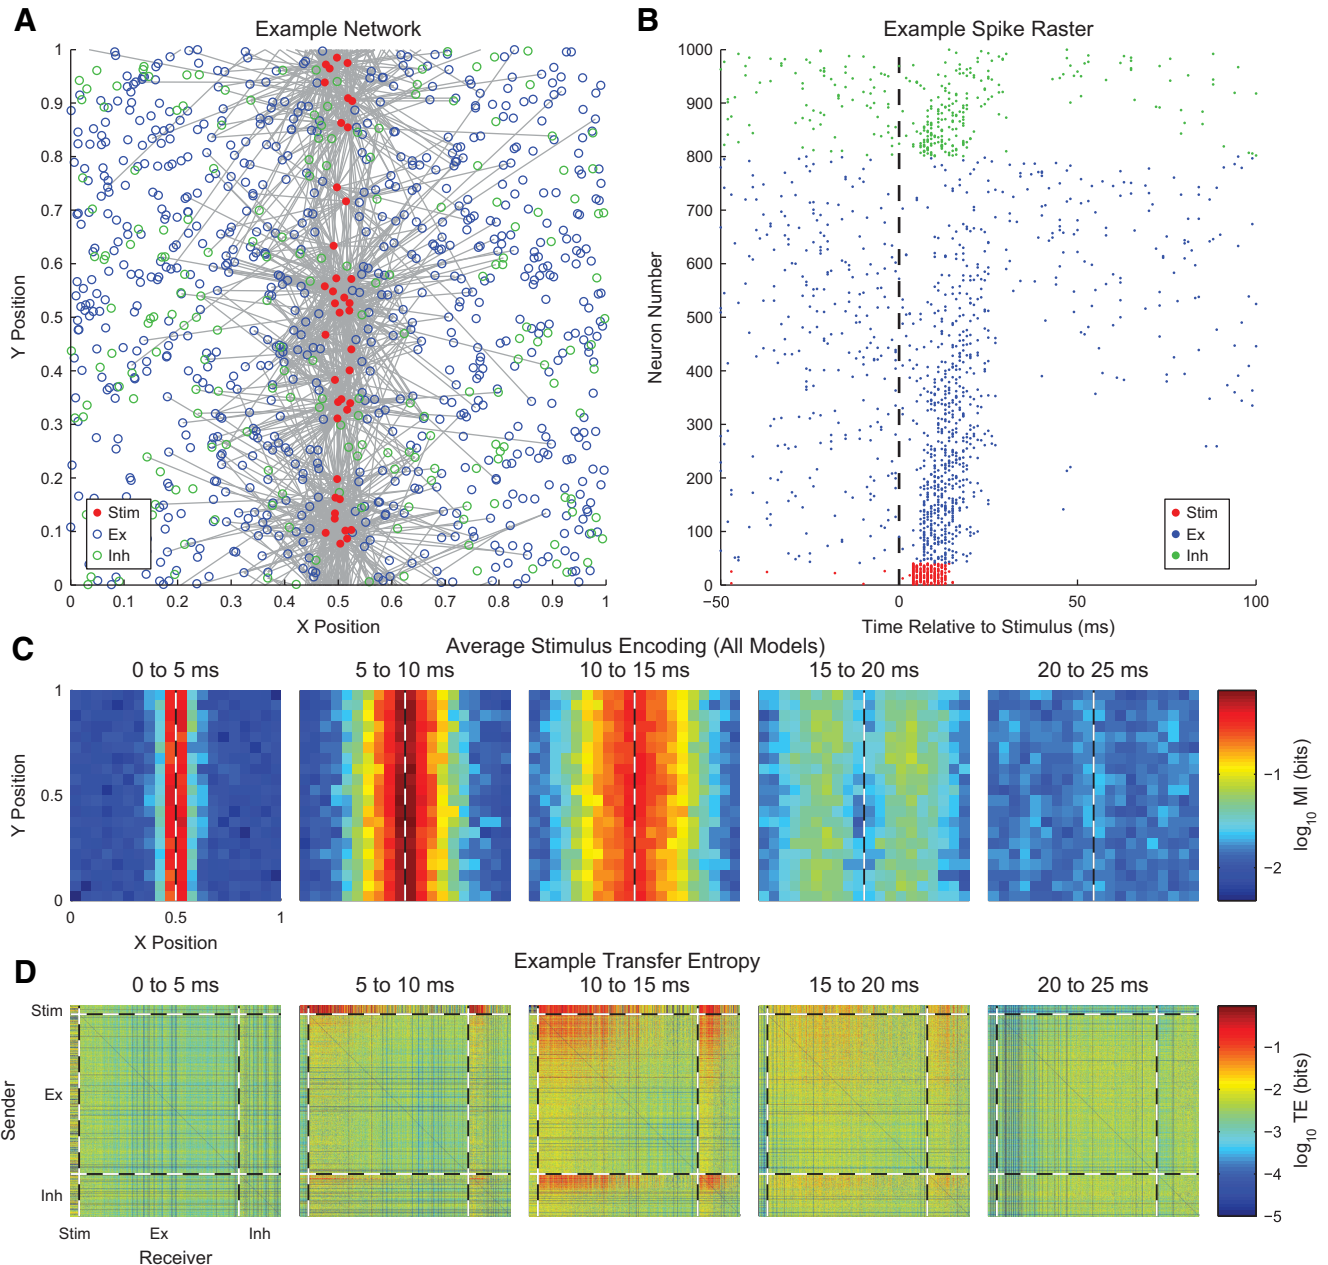 A
Example Network
1
0.9
0.8
0.7
0.6
0.5
0.4
0.3
0.2
0.1
0
Y Position
Stim
Ex
Inh
0 0.1 0.2 0.3 0.4 0.5 0.6 0.7 0.8 0.9 1
X Position
B
Example Spike Raster
1000
900
800
700
600
500
400
300
200
100
0
Neuron Number
Stim
Ex
Inh
−50 0 50 100
Time Relative to Stimulus (ms)
C
Average Stimulus Encoding (All Models)
0 to 5 ms 5 to 10 ms 10 to 15 ms 15 to 20 ms 20 to 25 ms
1
0.5
0
Y Position
0 0.5 1
X Position
−1
−2
log10 MI (bits)
D
Example Transfer Entropy
0 to 5 ms 5 to 10 ms 10 to 15 ms 15 to 20 ms 20 to 25 ms
Stim
Ex
Inh
Sender
Stim Ex Inh
Receiver
−1
−2
−3
−4
−5
log10 TE (bits)